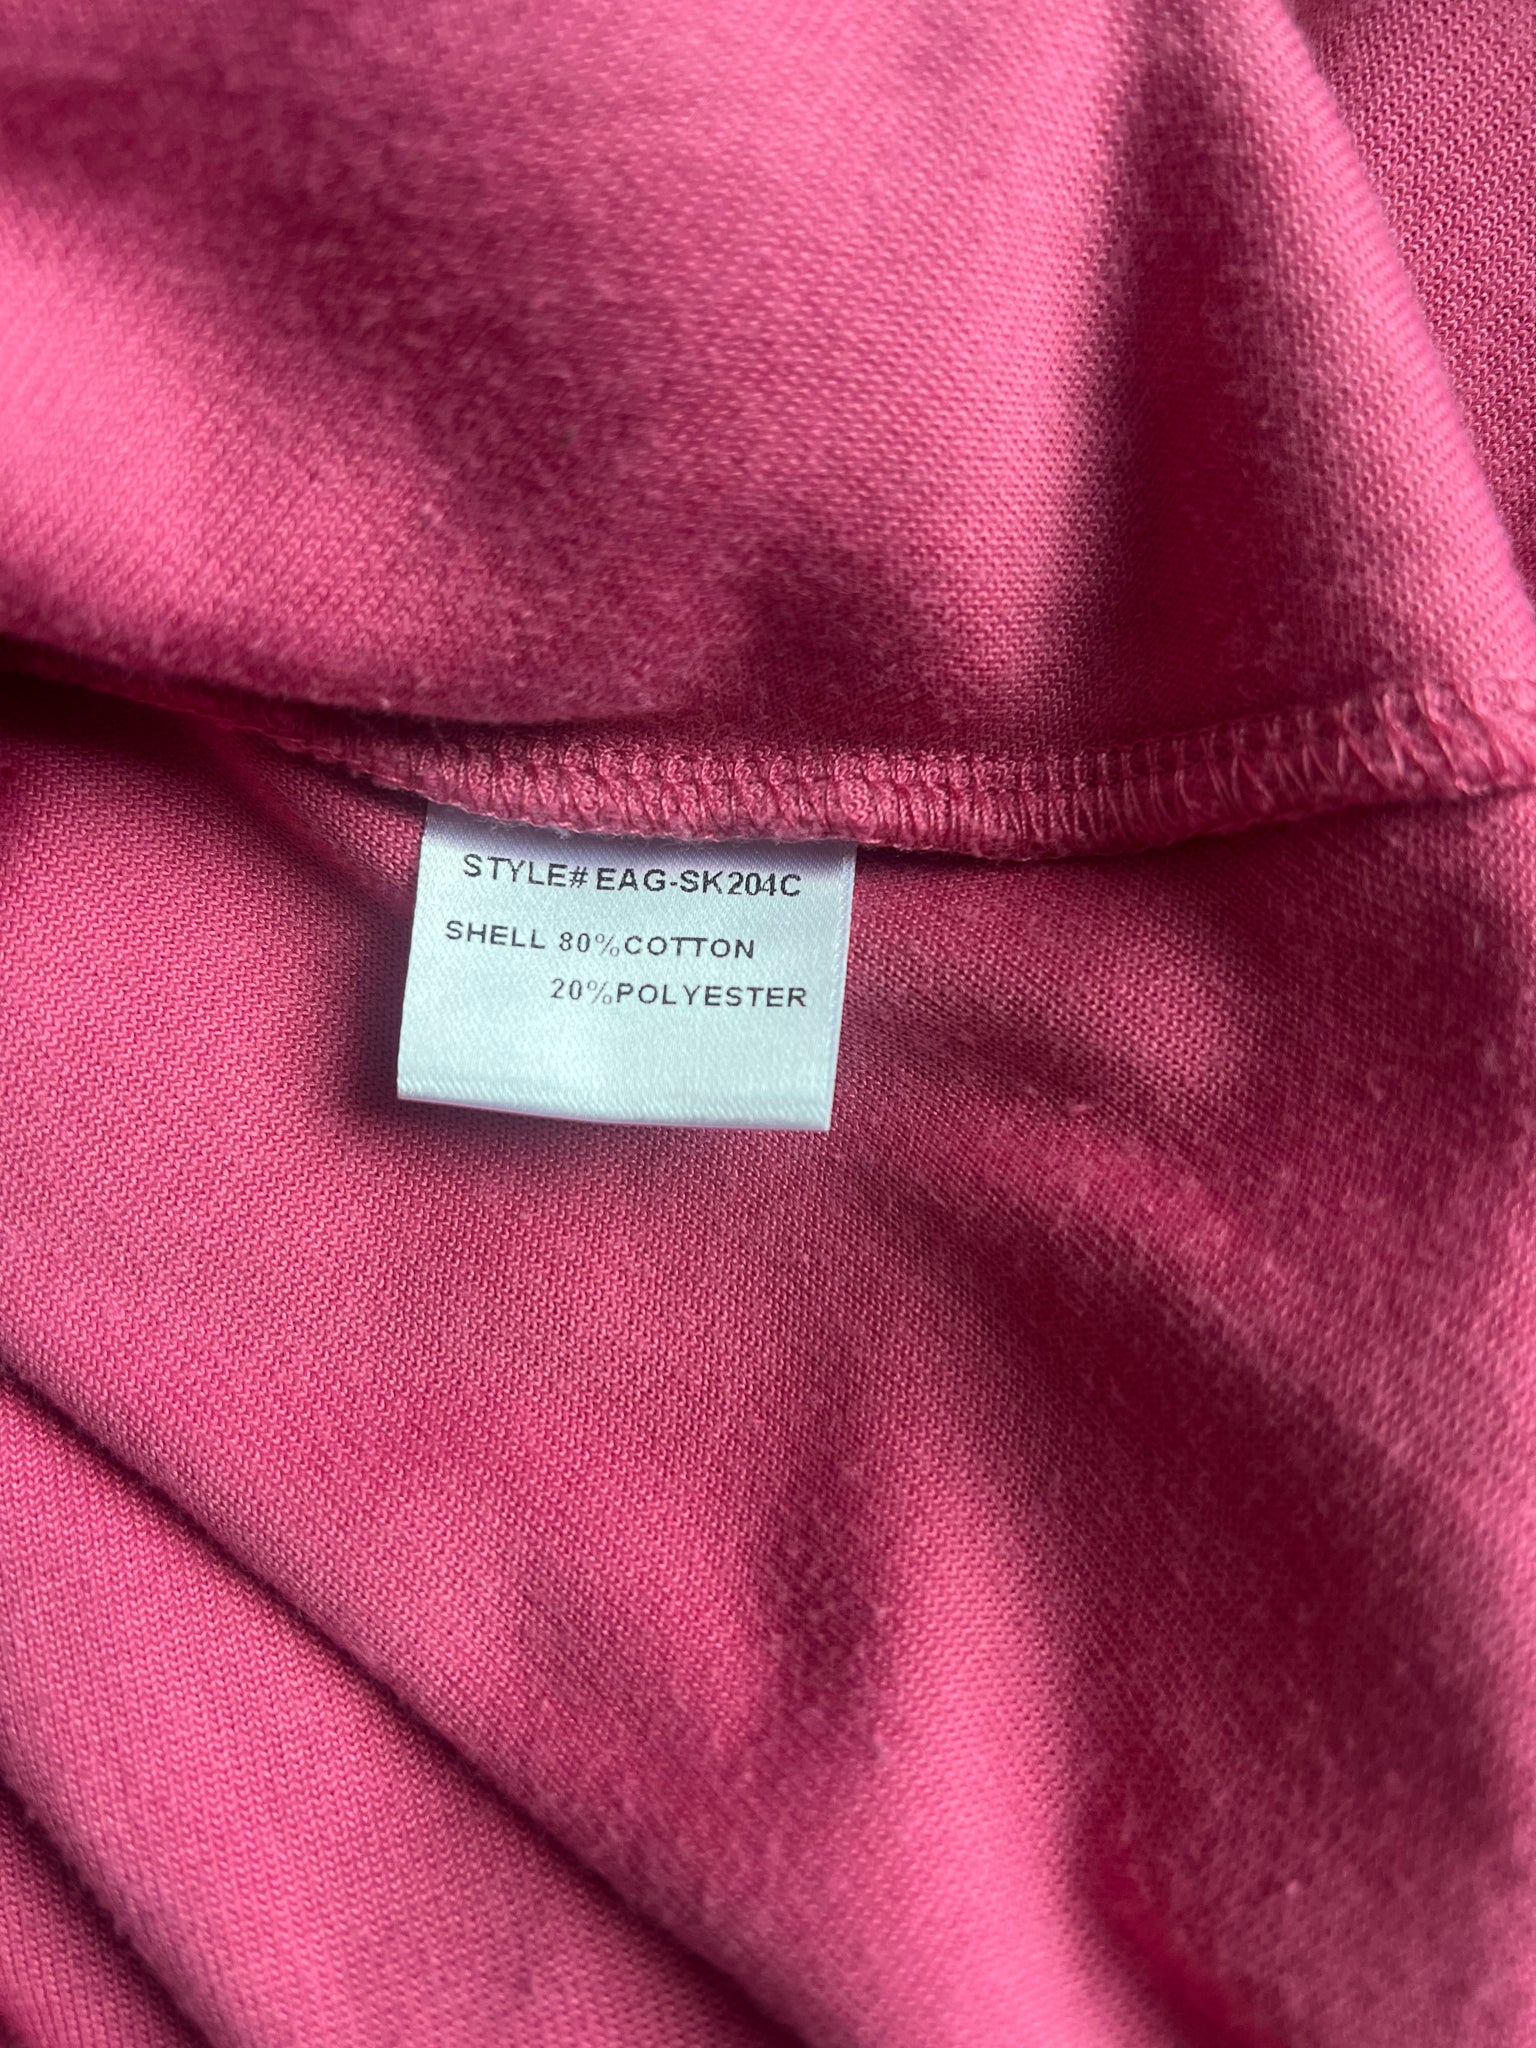 STYLE# EAG-SK204C
SHELL 80%COTTON
20%POLYESTER